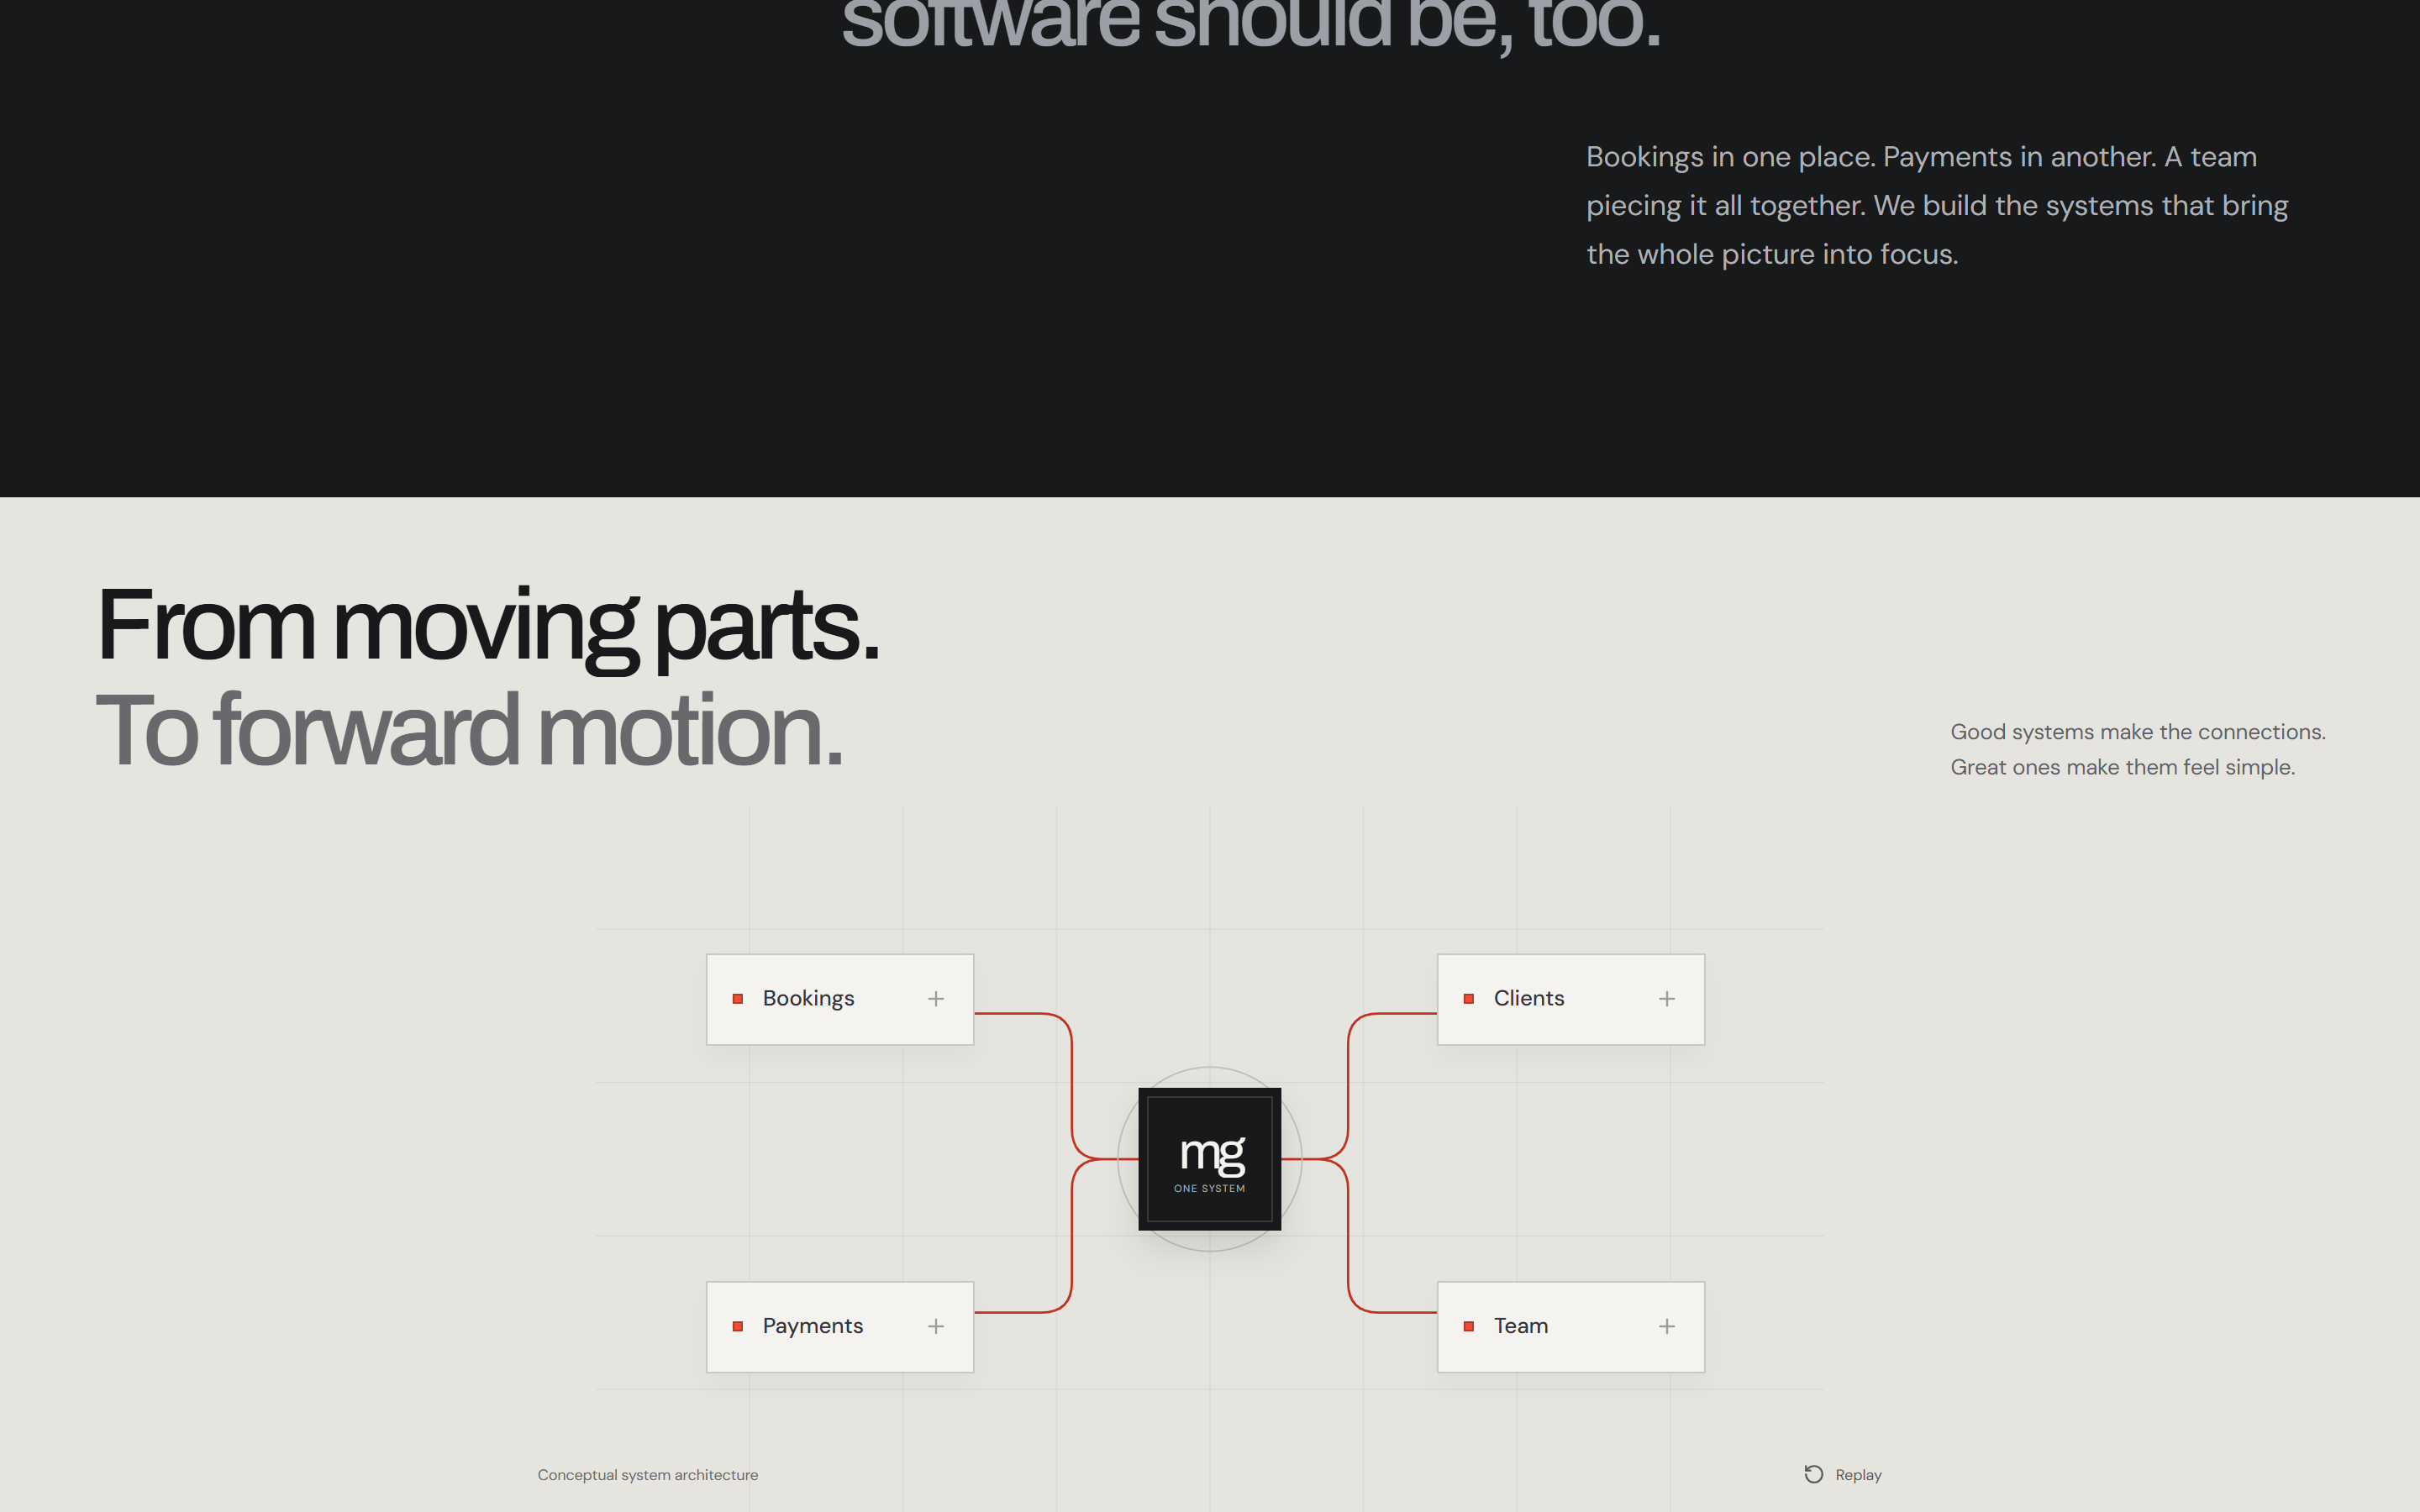 software should be, too.
Bookings in one place. Payments in another. A team
piecing it all together. We build the systems that bring
the whole picture into focus.
From moving parts.
To forward motion.
Good systems make the connections.
Great ones make them feel simple.
Bookings
Clients
mg
ONE SYSTEM
Payments
Team
Conceptual system architecture
Replay